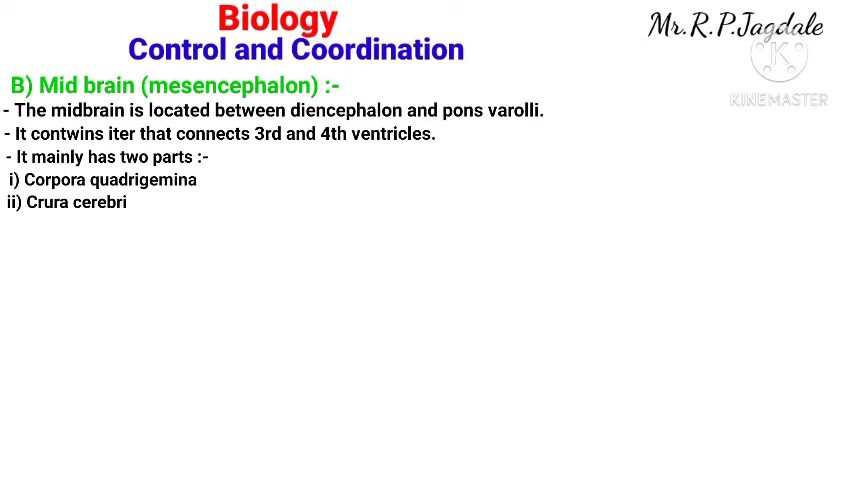 Biology
Mr.R.P.Jagdale
Control and Coordination
K
KINEMASTER
B) Mid brain (mesencephalon) :-
- The midbrain is located between diencephalon and pons varolli.
- It contwins iter that connects 3rd and 4th ventricles.
- It mainly has two parts :-
i) Corpora quadrigemina
ii) Crura cerebri